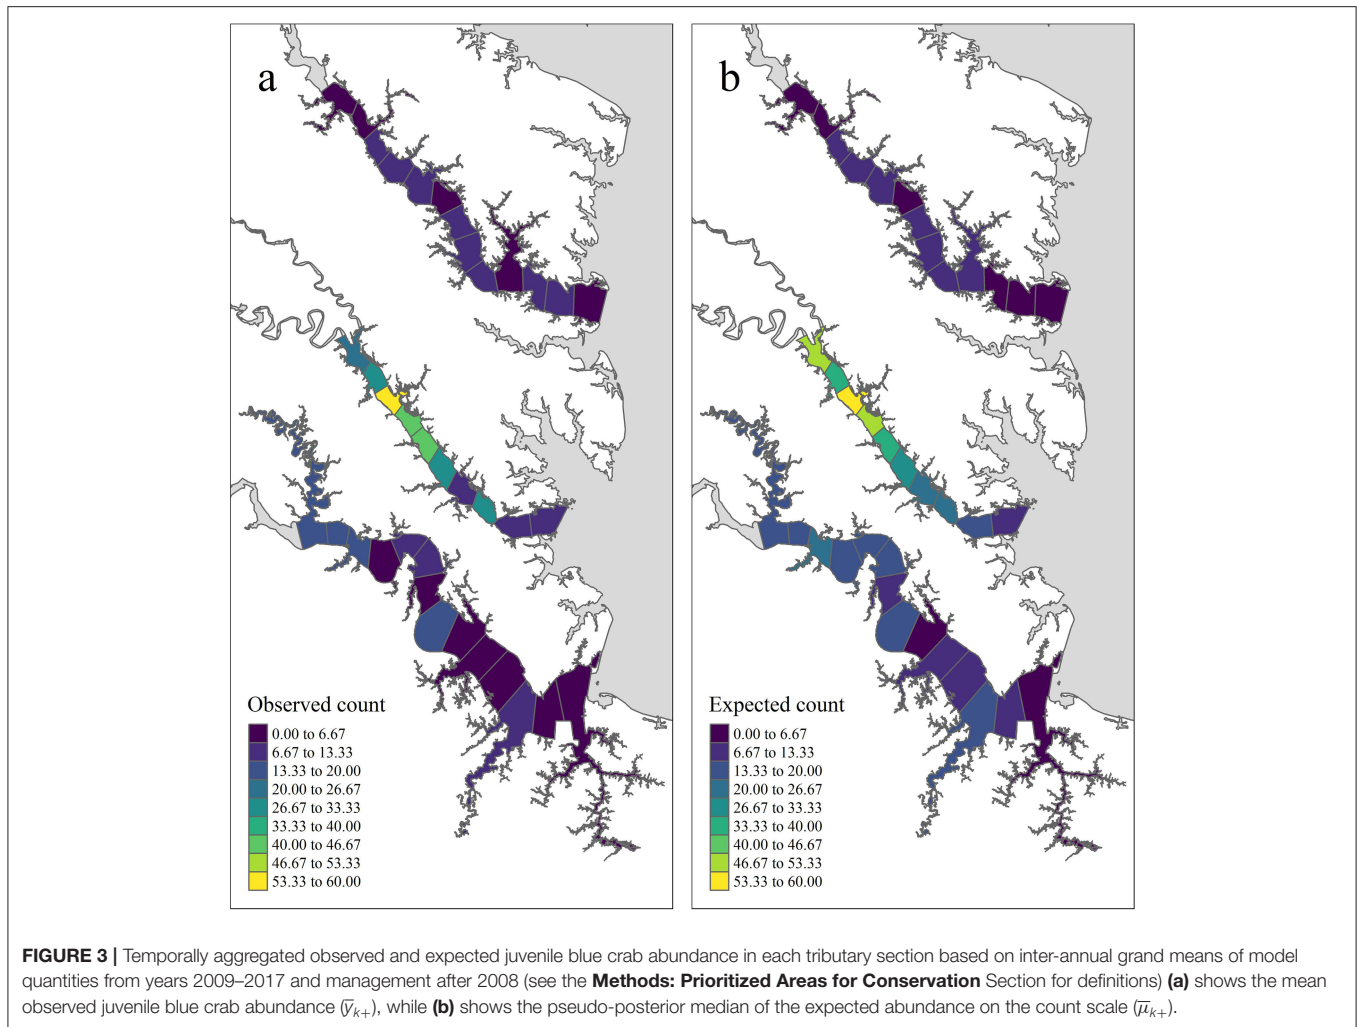 a
b
Observed count
0.00 to 6.67
6.67 to 13.33
13.33 to 20.00
20.00 to 26.67
26.67 to 33.33
33.33 to 40.00
40.00 to 46.67
46.67 to 53.33
53.33 to 60.00
Expected count
0.00 to 6.67
6.67 to 13.33
13.33 to 20.00
20.00 to 26.67
26.67 to 33.33
33.33 to 40.00
40.00 to 46.67
46.67 to 53.33
53.33 to 60.00
FIGURE 3 | Temporally aggregated observed and expected juvenile blue crab abundance in each tributary section based on inter-annual grand means of model
quantities from years 2009–2017 and management after 2008 (see the Methods: Prioritized Areas for Conservation Section for definitions) (a) shows the mean
observed juvenile blue crab abundance (y̅ₖ₊), while (b) shows the pseudo-posterior median of the expected abundance on the count scale (μ̅ₖ₊).